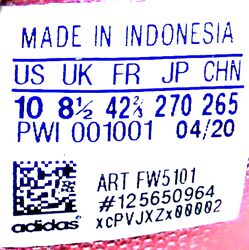 MADE IN INDONESIA
US UK FR JP CHN
10 8½ 42⅔ 270 265
PWI 001001 04/20
ART FW5101
#125650964
xcPVJXZx00002
adidas